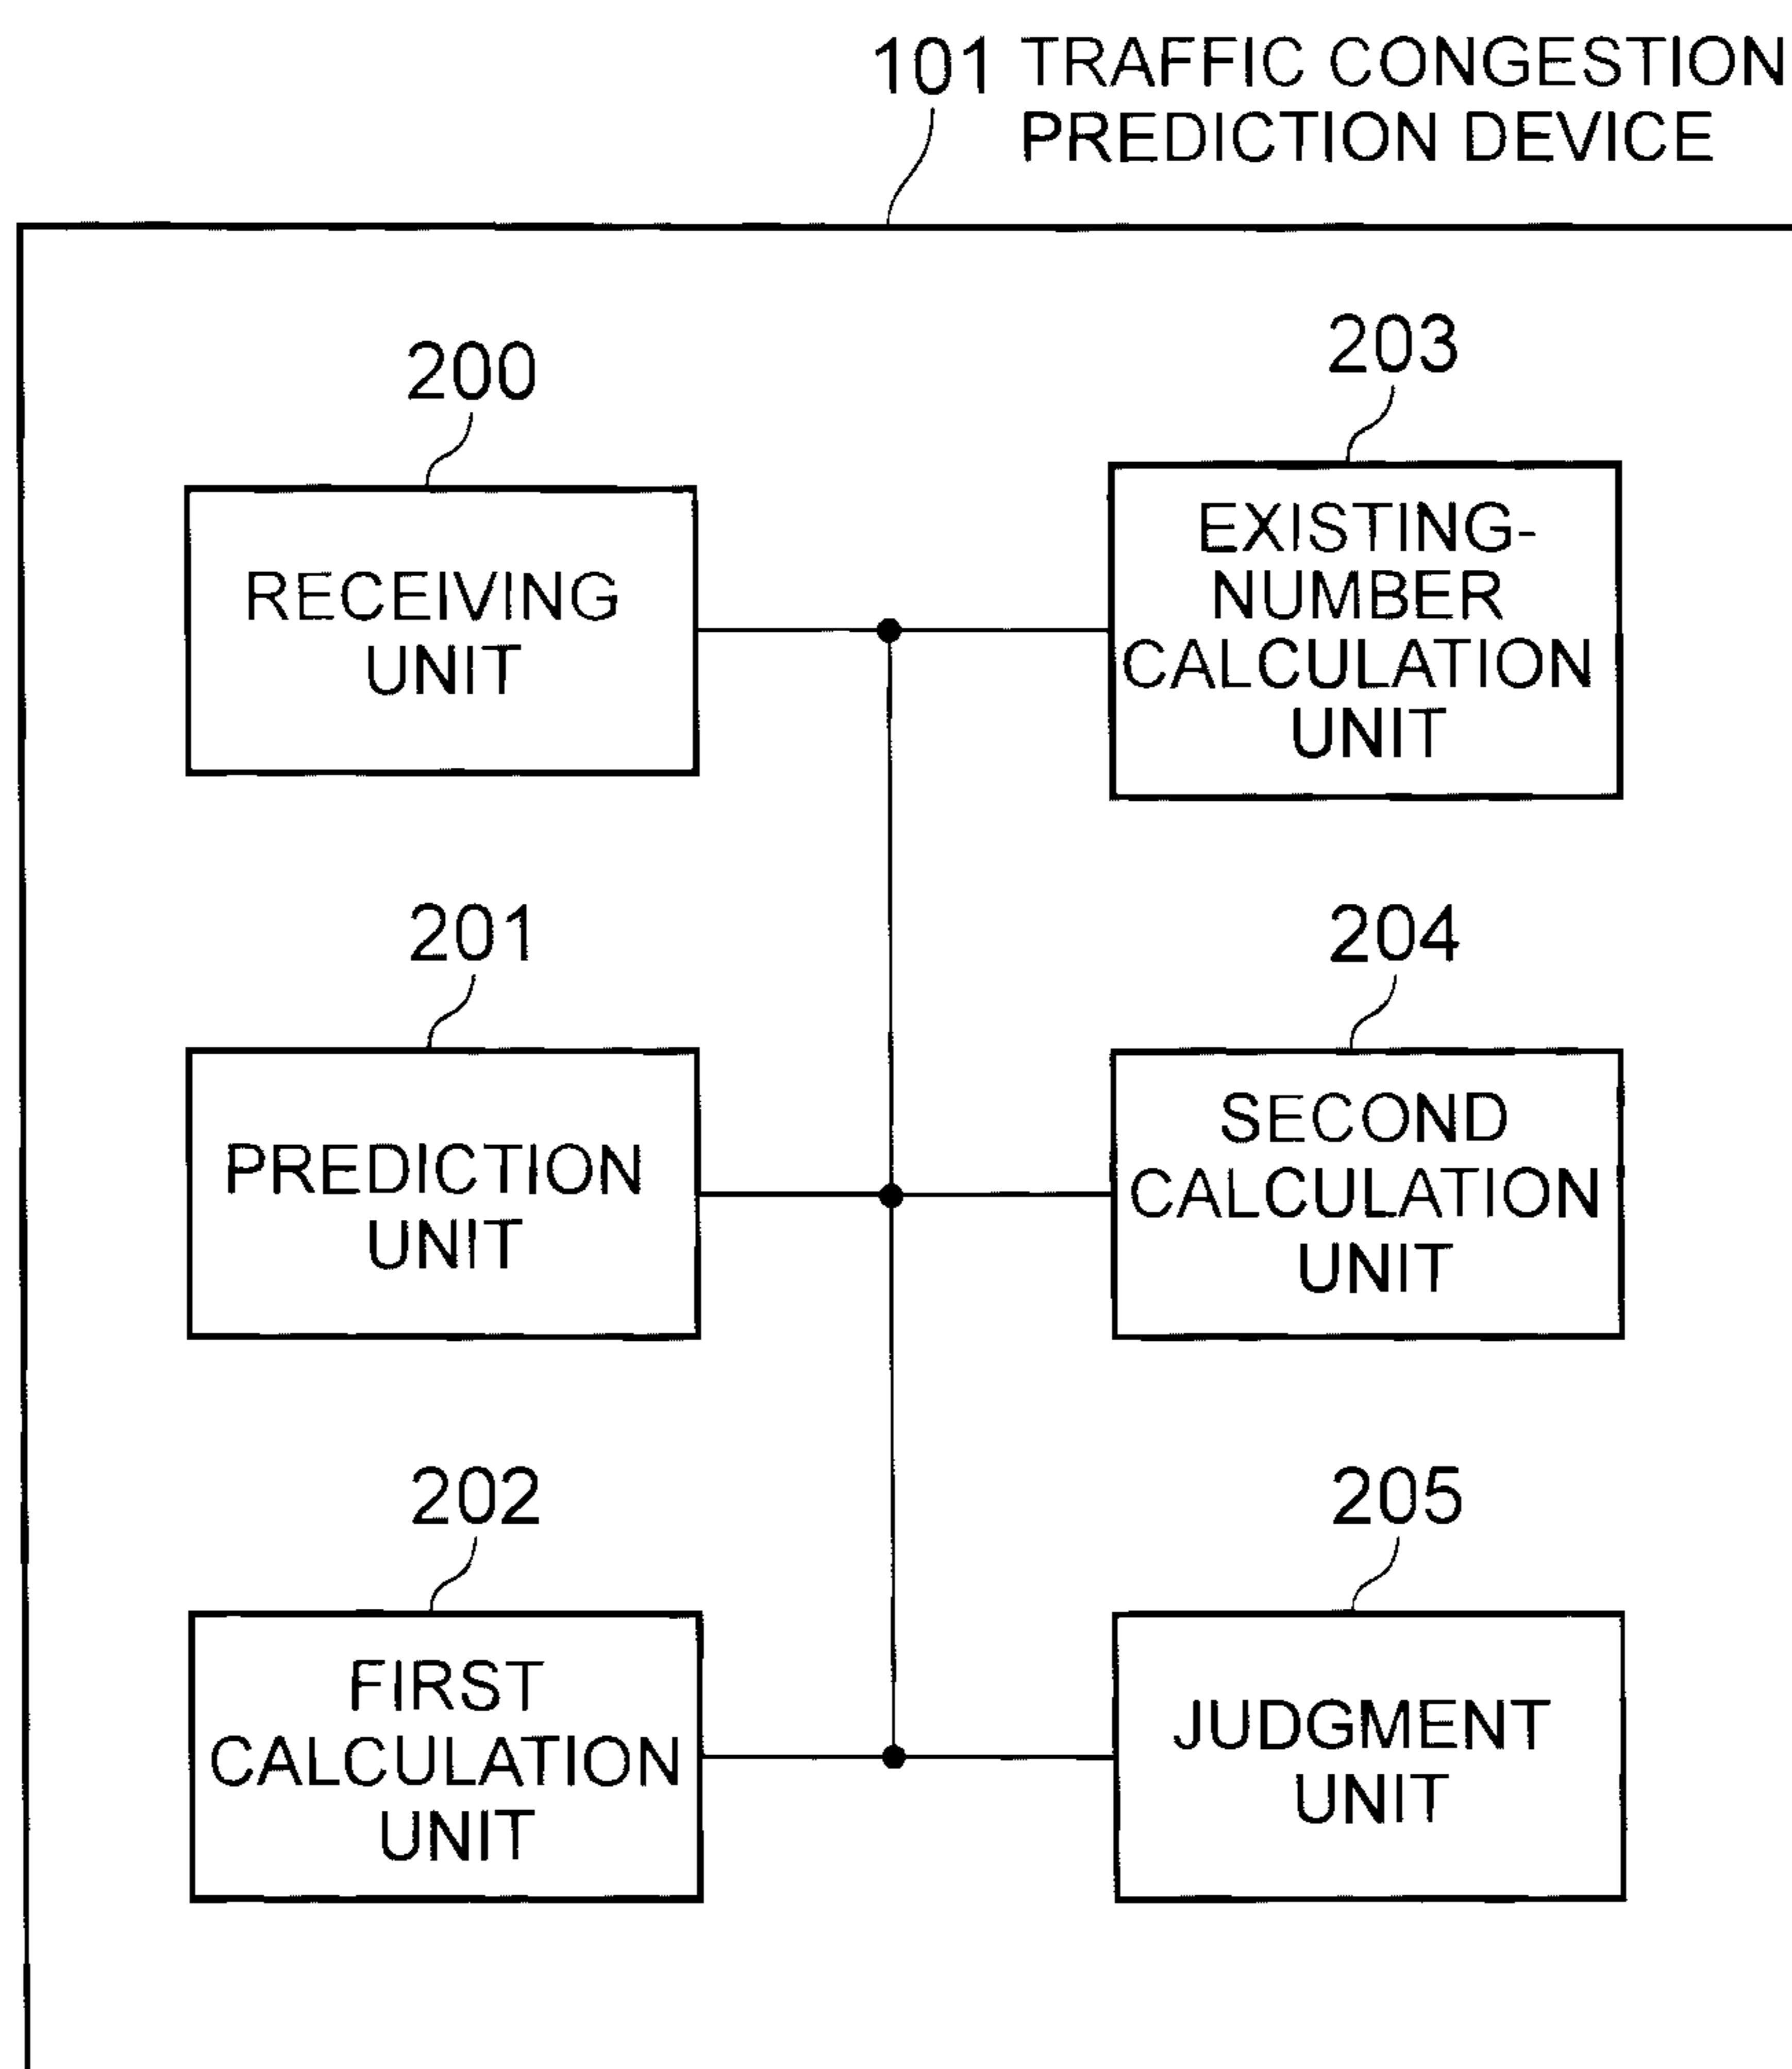 101 TRAFFIC CONGESTION
PREDICTION DEVICE
200
RECEIVING
UNIT
203
EXISTING-
NUMBER
CALCULATION
UNIT
201
PREDICTION
UNIT
204
SECOND
CALCULATION
UNIT
202
FIRST
CALCULATION
UNIT
205
JUDGMENT
UNIT